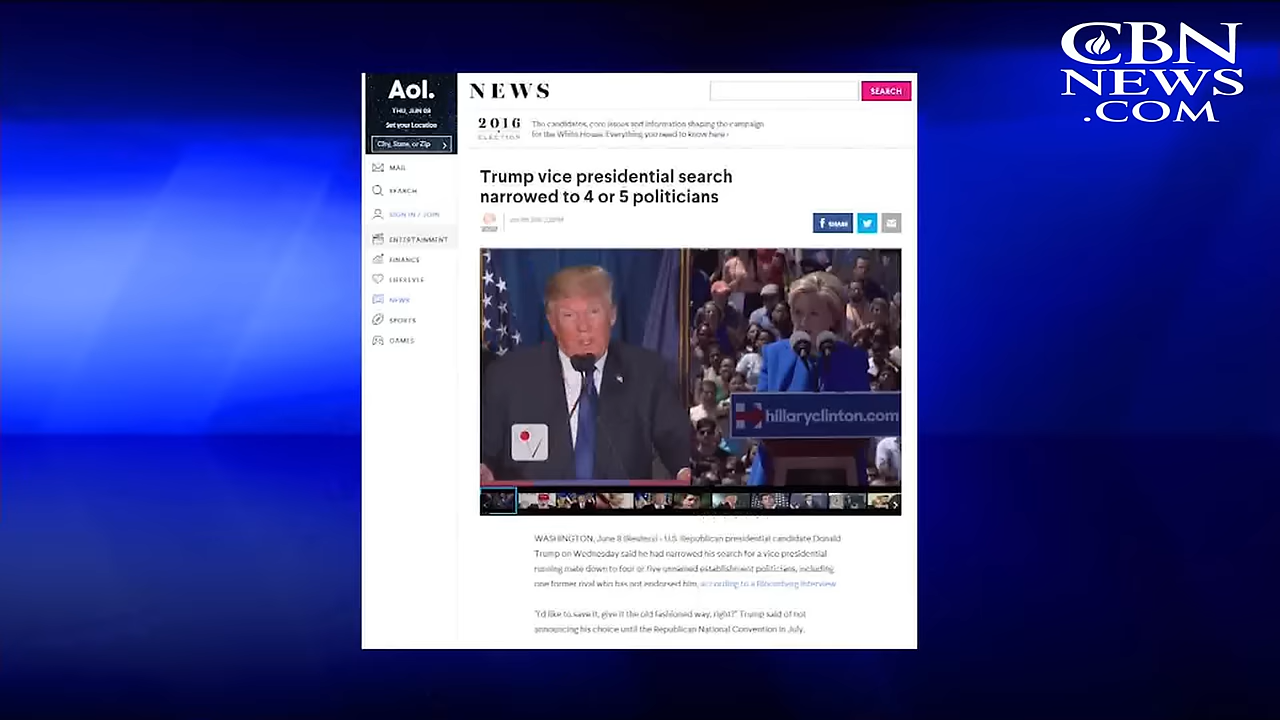 CBN
NEWS
.COM
Aol.
THU, JUN 09
Set your Location
City, State, or Zip
MAIL
SEARCH
SIGN IN / JOIN
ENTERTAINMENT
FINANCE
LIFESTYLE
NEWS
SPORTS
GAMES
NEWS
SEARCH
2016
ELECTION
The candidates, core issues and information shaping the campaign
for the White House. Everything you need to know here ›
Trump vice presidential search
narrowed to 4 or 5 politicians
f SHARE
hillaryclinton.com
WASHINGTON, June 8 (Reuters) - U.S. Republican presidential candidate Donald
Trump on Wednesday said he had narrowed his search for a vice presidential
running mate down to four or five unnamed establishment politicians, including
one former rival who has not endorsed him, according to a Bloomberg interview.
"I'd like to save it, give it the old fashioned way, right?" Trump said of not
announcing his choice until the Republican National Convention in July.